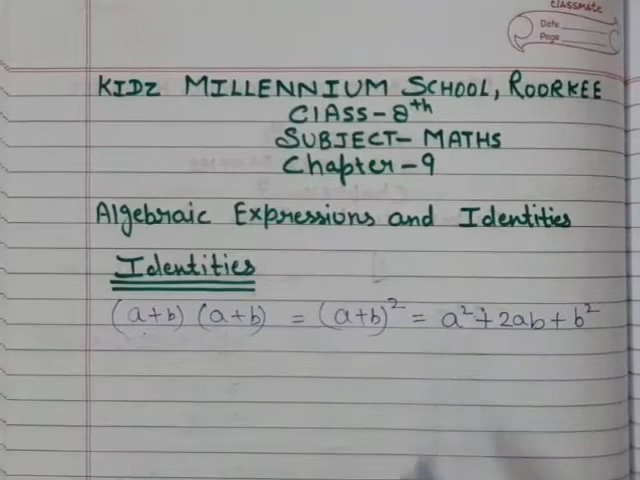 classmate
Date
Page
KIDZ MILLENNIUM SCHOOL, ROORKEE
ClASS-8th
SUBJECT- MATHS
Chapter-9
Algebraic Expressions and Identities
Identities
(a+b) (a+b) = (a+b)² = a² + 2ab + b²